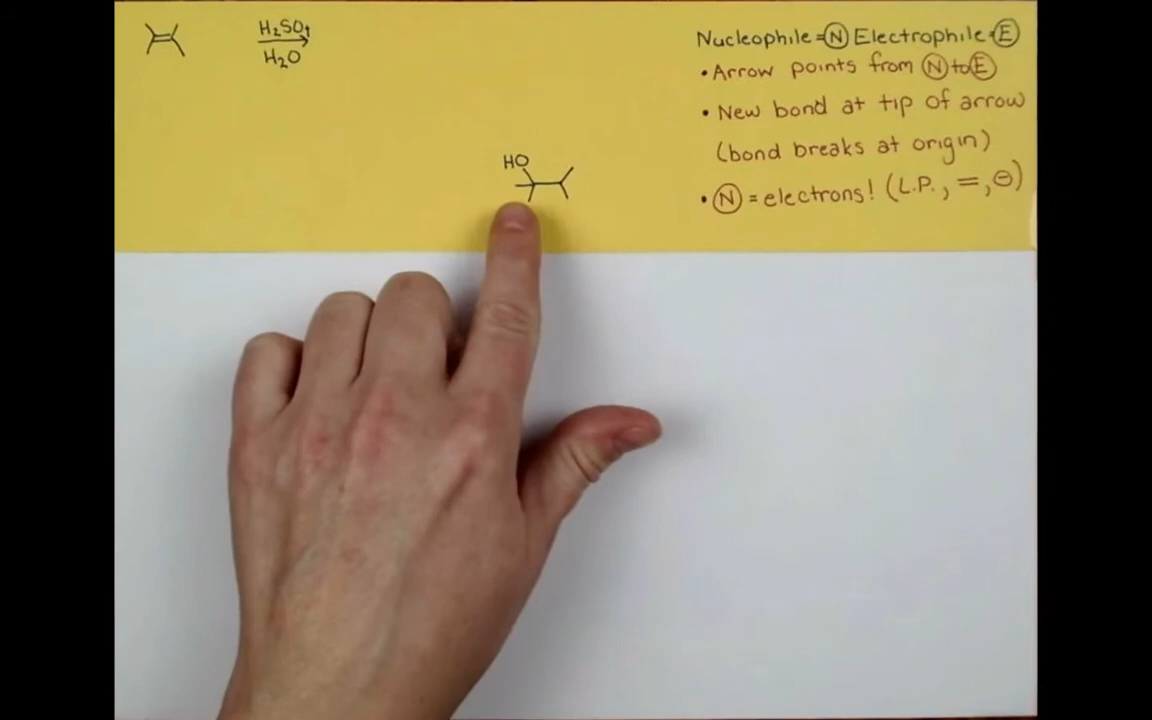 H₂SO₄
H₂O
HO
Nucleophile = N Electrophile = E
• Arrow points from N to E
• New bond at tip of arrow
(bond breaks at origin)
• N = electrons! (L.P., =, ⊖)